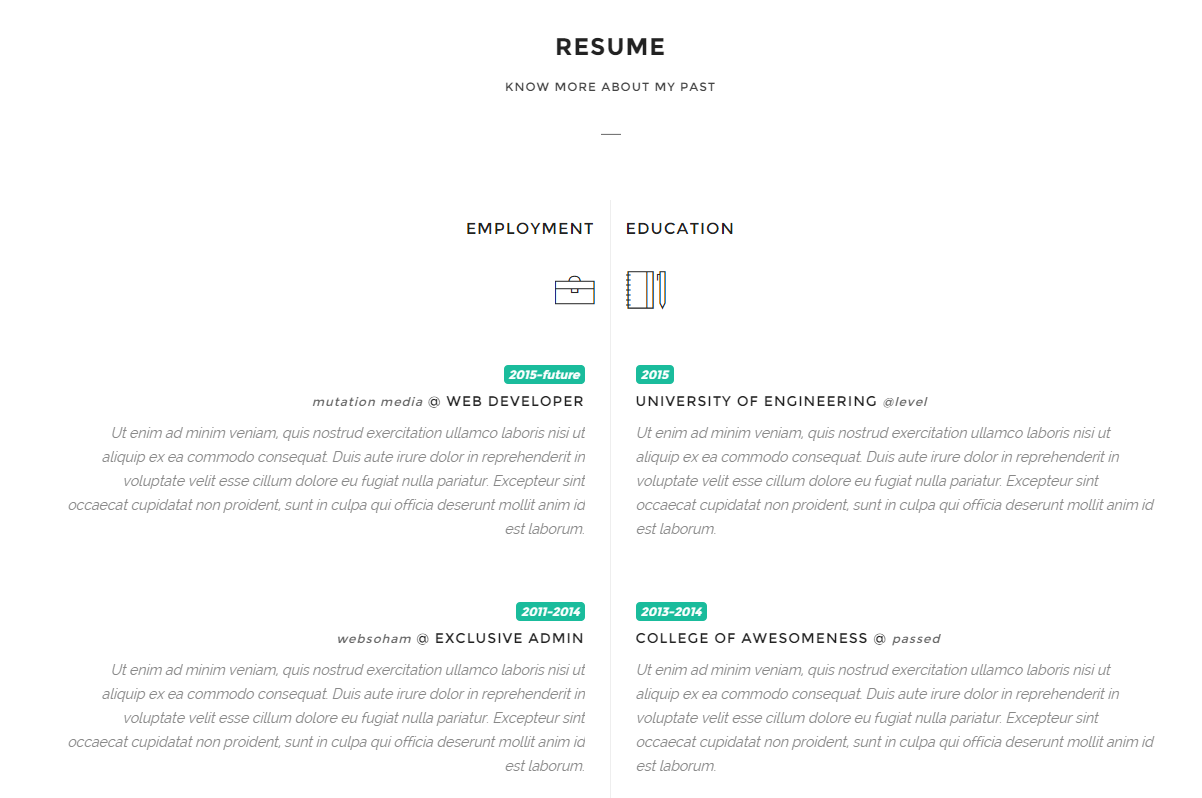 RESUME
KNOW MORE ABOUT MY PAST
EMPLOYMENT
2015-future
mutation media @ WEB DEVELOPER
Ut enim ad minim veniam, quis nostrud exercitation ullamco laboris nisi ut
aliquip ex ea commodo consequat. Duis aute irure dolor in reprehenderit in
voluptate velit esse cillum dolore eu fugiat nulla pariatur. Excepteur sint
occaecat cupidatat non proident, sunt in culpa qui officia deserunt mollit anim id
est laborum.
2011-2014
websoham @ EXCLUSIVE ADMIN
Ut enim ad minim veniam, quis nostrud exercitation ullamco laboris nisi ut
aliquip ex ea commodo consequat. Duis aute irure dolor in reprehenderit in
voluptate velit esse cillum dolore eu fugiat nulla pariatur. Excepteur sint
occaecat cupidatat non proident, sunt in culpa qui officia deserunt mollit anim id
est laborum.
EDUCATION
2015
UNIVERSITY OF ENGINEERING @level
Ut enim ad minim veniam, quis nostrud exercitation ullamco laboris nisi ut
aliquip ex ea commodo consequat. Duis aute irure dolor in reprehenderit in
voluptate velit esse cillum dolore eu fugiat nulla pariatur. Excepteur sint
occaecat cupidatat non proident, sunt in culpa qui officia deserunt mollit anim id
est laborum.
2013-2014
COLLEGE OF AWESOMENESS @ passed
Ut enim ad minim veniam, quis nostrud exercitation ullamco laboris nisi ut
aliquip ex ea commodo consequat. Duis aute irure dolor in reprehenderit in
voluptate velit esse cillum dolore eu fugiat nulla pariatur. Excepteur sint
occaecat cupidatat non proident, sunt in culpa qui officia deserunt mollit anim id
est laborum.